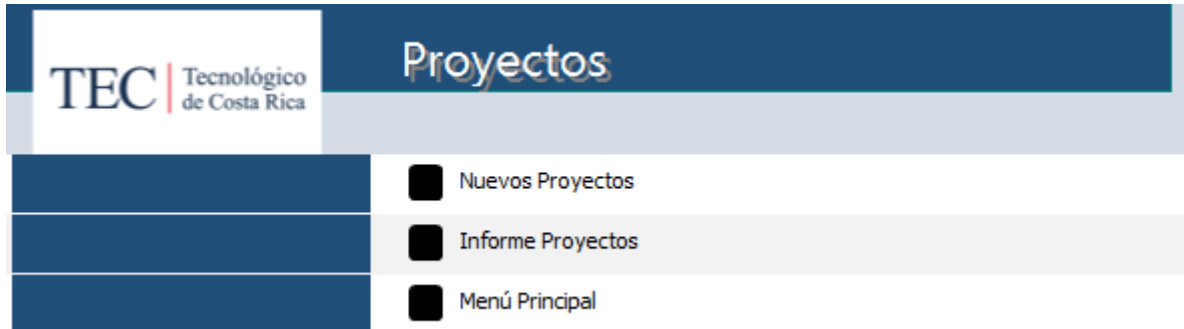 Proyectos
TEC
Tecnológico
de Costa Rica
Nuevos Proyectos
Informe Proyectos
Menú Principal